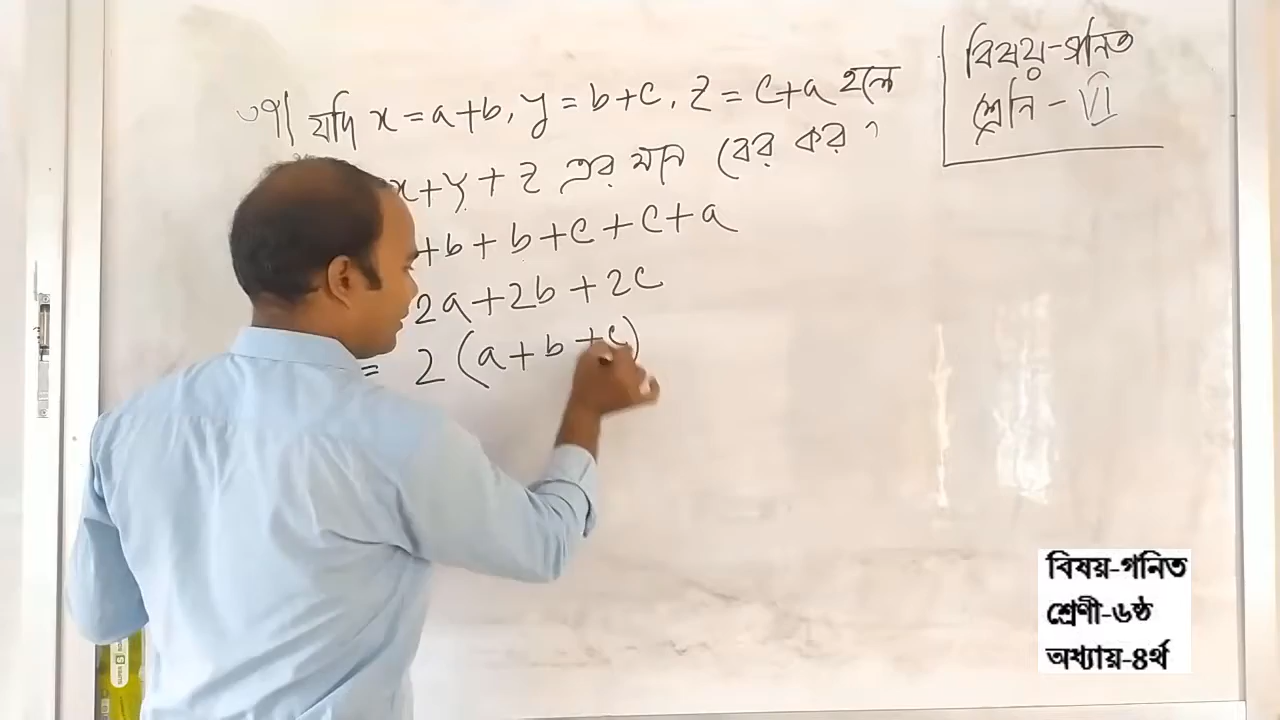 ৩৭। যদি x = a+b, y = b+c, z = c+a হলে
x+y+z এর মান বের কর ?
+b + b+c + c+a
2a+2b+2c
= 2(a+b+c)
বিষয়-গনিত
শ্রেনি - VI
বিষয়-গনিত
শ্রেণী-৬ষ্ঠ
অধ্যায়-৪র্থ